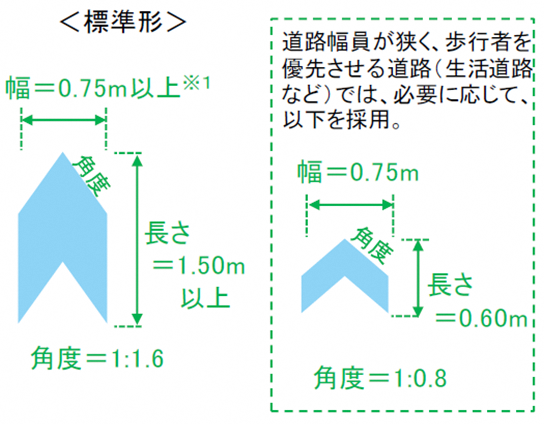 ＜標準形＞
幅＝0.75m以上※1
角度
長さ
＝1.50m
以上
角度＝1:1.6
道路幅員が狭く、歩行者を
優先させる道路（生活道路
など）では、必要に応じて、
以下を採用。
幅＝0.75m
角度
長さ
＝0.60m
角度＝1:0.8